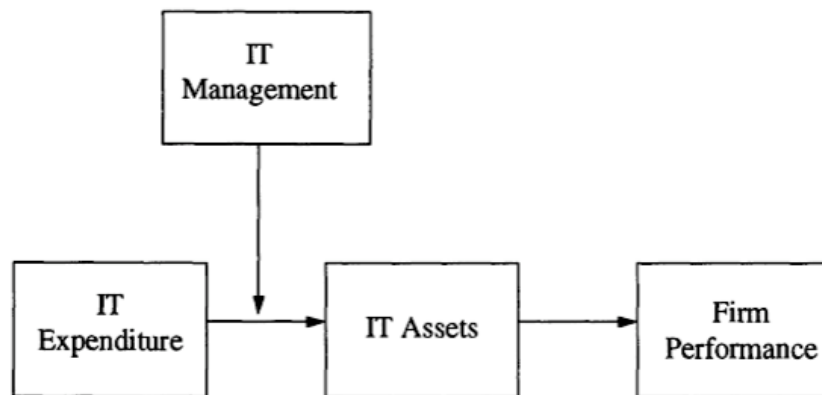 IT
Management
IT
Expenditure
IT Assets
Firm
Performance